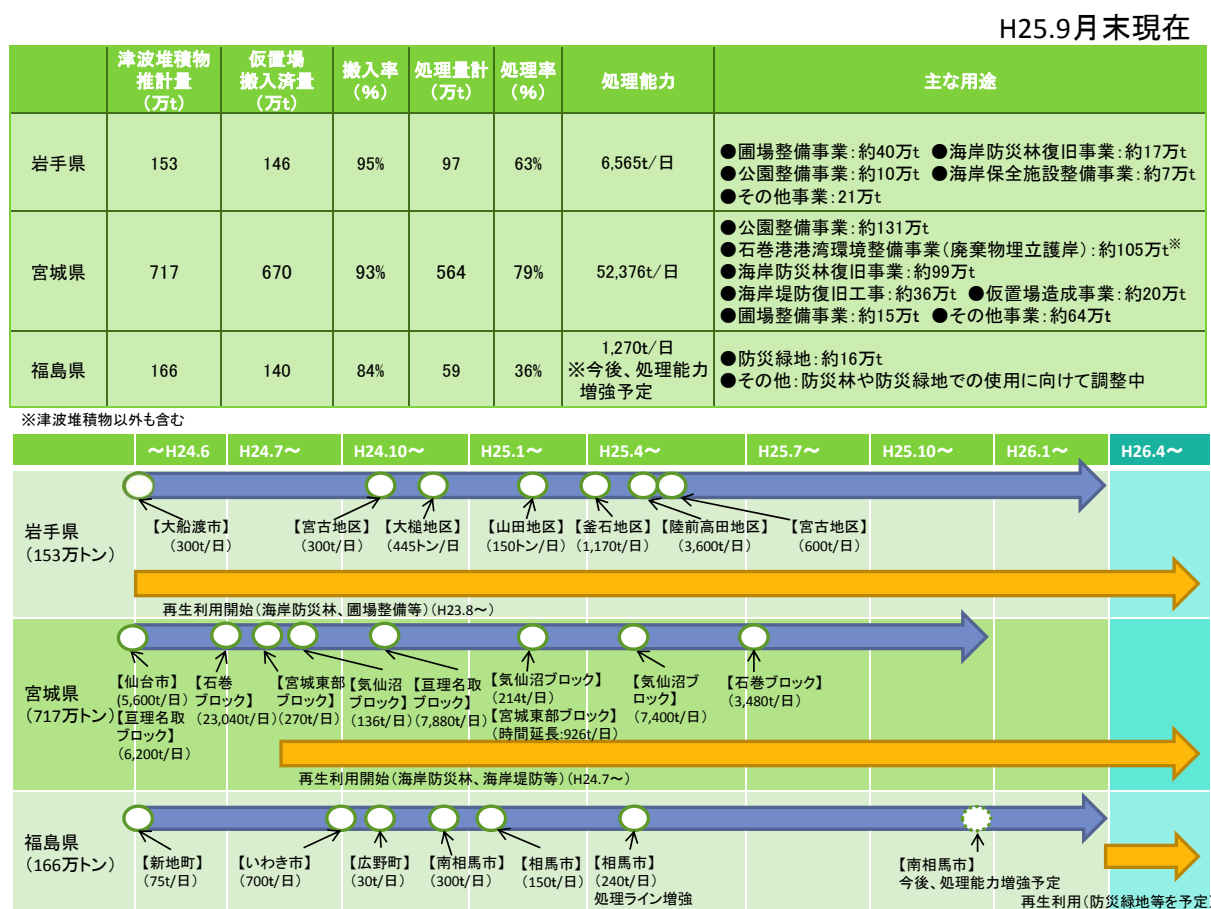 H25.9月末現在
津波堆積物
推計量
(万t)
仮置場
搬入済量
(万t)
搬入率
(%)
処理量計
(万t)
処理率
(%)
処理能力
主な用途
岩手県
153
146
95%
97
63%
6,565t/日
●圃場整備事業:約40万t ●海岸防災林復旧事業:約17万t
●公園整備事業:約10万t ●海岸保全施設整備事業:約7万t
●その他事業:21万t
宮城県
717
670
93%
564
79%
52,376t/日
●公園整備事業:約131万t
●石巻港港湾環境整備事業(廃棄物埋立護岸):約105万t※
●海岸防災林復旧事業:約99万t
●海岸堤防復旧工事:約36万t ●仮置場造成事業:約20万t
●圃場整備事業:約15万t ●その他事業:約64万t
福島県
166
140
84%
59
36%
1,270t/日
※今後、処理能力
増強予定
●防災緑地:約16万t
●その他:防災林や防災緑地での使用に向けて調整中
※津波堆積物以外も含む
～H24.6
H24.7～
H24.10～
H25.1～
H25.4～
H25.7～
H25.10～
H26.1～
H26.4～
岩手県
(153万トン)
【大船渡市】
(300t/日)
【宮古地区】
(300t/日)
【大槌地区】
(445トン/日
【山田地区】
(150トン/日)
【釜石地区】
(1,170t/日)
【陸前高田地区】
(3,600t/日)
【宮古地区】
(600t/日)
再生利用開始(海岸防災林、圃場整備等)(H23.8～)
宮城県
(717万トン)
【仙台市】
(5,600t/日)
【亘理名取
ブロック】
(6,200t/日)
【石巻
ブロック】
(23,040t/日)
【宮城東部
ブロック】
(270t/日)
【気仙沼
ブロック】
(136t/日)
【亘理名取
ブロック】
(7,880t/日)
【気仙沼ブロック】
(214t/日)
【宮城東部ブロック】
(時間延長:926t/日)
【気仙沼ブ
ロック】
(7,400t/日)
【石巻ブロック】
(3,480t/日)
再生利用開始(海岸防災林、海岸堤防等)(H24.7～)
福島県
(166万トン)
【新地町】
(75t/日)
【いわき市】
(700t/日)
【広野町】
(30t/日)
【南相馬市】
(300t/日)
【相馬市】
(150t/日)
【相馬市】
(240t/日)
処理ライン増強
【南相馬市】
今後、処理能力増強予定
再生利用(防災緑地等を予定)